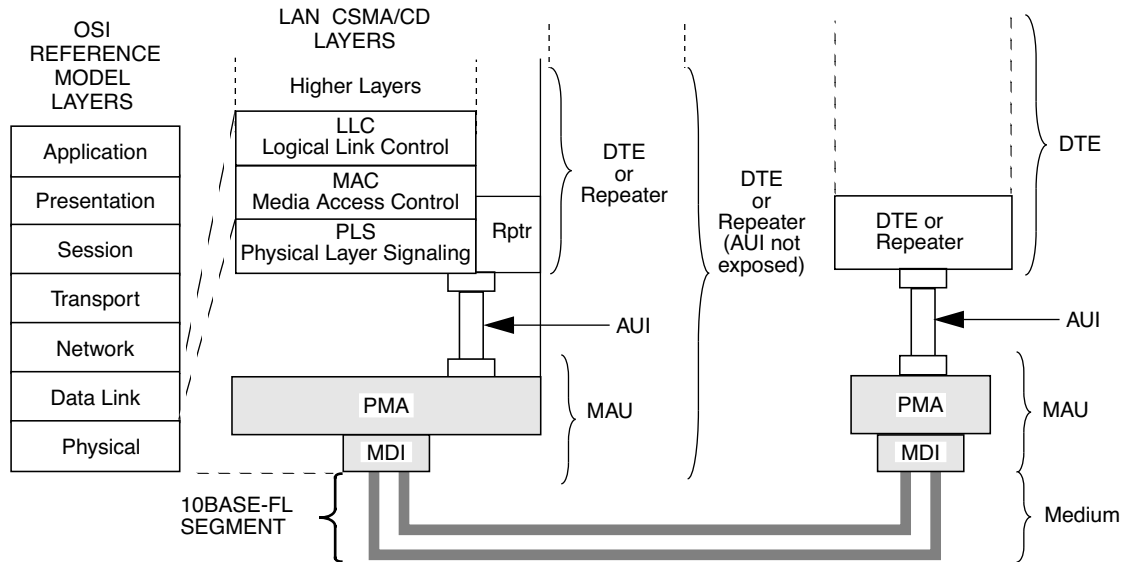 OSI
REFERENCE
MODEL
LAYERS
Application
Presentation
Session
Transport
Network
Data Link
Physical
LAN CSMA/CD
LAYERS
Higher Layers
LLC
Logical Link Control
MAC
Media Access Control
PLS
Physical Layer Signaling
Rptr
DTE
or
Repeater
AUI
PMA
MDI
MAU
DTE
or
Repeater
(AUI not
exposed)
10BASE-FL
SEGMENT
DTE or
Repeater
DTE
AUI
PMA
MDI
MAU
Medium